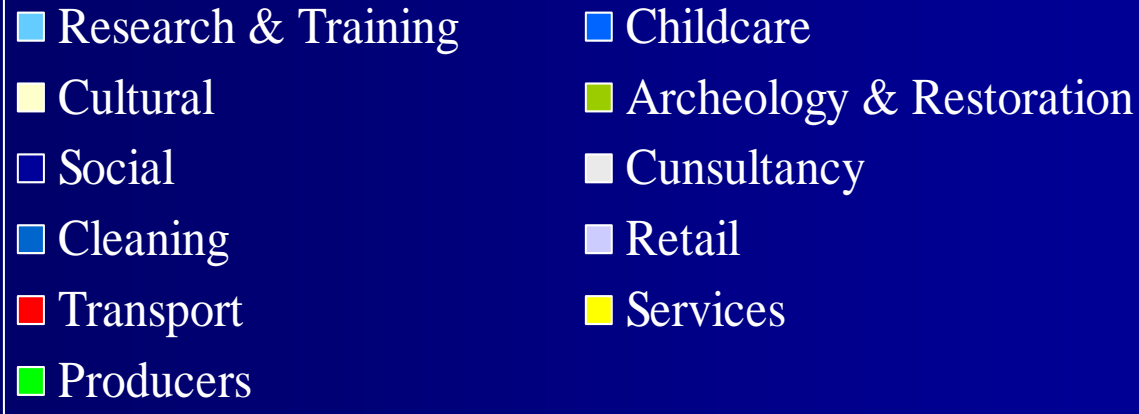 Research & Training
Childcare
Cultural
Archeology & Restoration
Social
Cunsultancy
Cleaning
Retail
Transport
Services
Producers